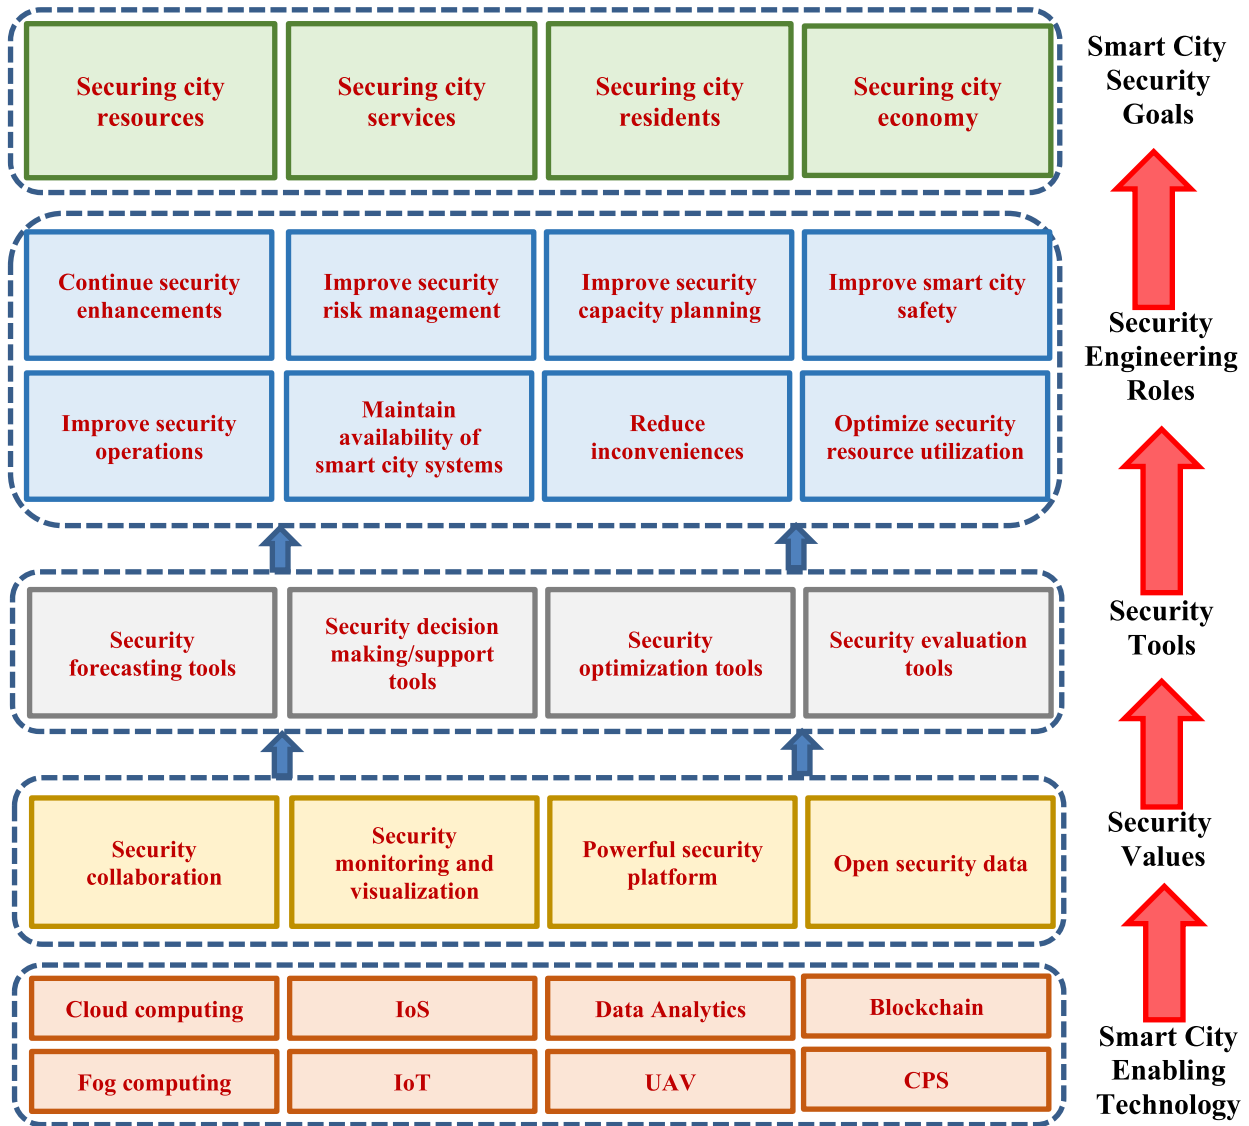 Securing city
resources
Securing city
services
Securing city
residents
Securing city
economy
Smart City
Security
Goals
Continue security
enhancements
Improve security
risk management
Improve security
capacity planning
Improve smart city
safety
Improve security
operations
Maintain
availability of
smart city systems
Reduce
inconveniences
Optimize security
resource utilization
Security
Engineering
Roles
Security
forecasting tools
Security decision
making/support
tools
Security
optimization tools
Security evaluation
tools
Security
Tools
Security
collaboration
Security
monitoring and
visualization
Powerful security
platform
Open security data
Security
Values
Cloud computing
IoS
Data Analytics
Blockchain
Fog computing
IoT
UAV
CPS
Smart City
Enabling
Technology